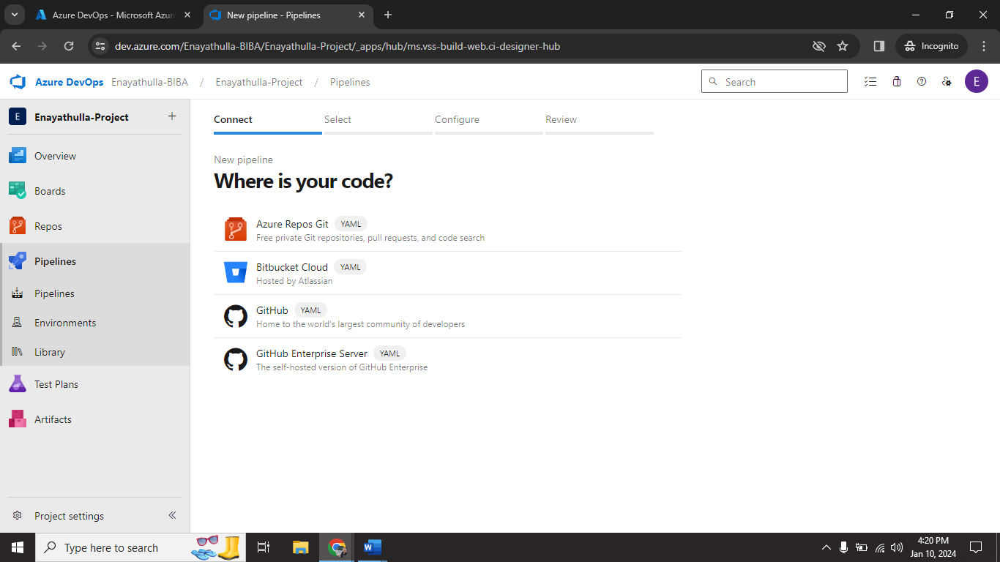 Azure DevOps - Microsoft Azure
New pipeline - Pipelines
dev.azure.com/Enayathulla-BIBA/Enayathulla-Project/_apps/hub/ms.vss-build-web.ci-designer-hub
Incognito
Azure DevOps Enayathulla-BIBA / Enayathulla-Project / Pipelines
Search
E
E Enayathulla-Project +
Overview
Boards
Repos
Pipelines
Pipelines
Environments
Library
Test Plans
Artifacts
Project settings
Connect Select Configure Review
New pipeline
Where is your code?
Azure Repos Git YAML
Free private Git repositories, pull requests, and code search
Bitbucket Cloud YAML
Hosted by Atlassian
GitHub YAML
Home to the world's largest community of developers
GitHub Enterprise Server YAML
The self-hosted version of GitHub Enterprise
Type here to search
4:20 PM
Jan 10, 2024